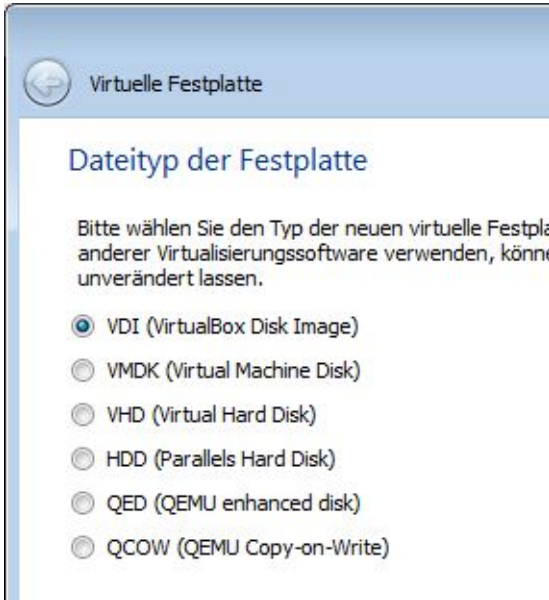 Virtuelle Festplatte
Dateityp der Festplatte
Bitte wählen Sie den Typ der neuen virtuelle
anderer Virtualisierungssoftware verwenden,
unverändert lassen.
VDI (VirtualBox Disk Image)
VMDK (Virtual Machine Disk)
VHD (Virtual Hard Disk)
HDD (Parallels Hard Disk)
QED (QEMU enhanced disk)
QCOW (QEMU Copy-on-Write)